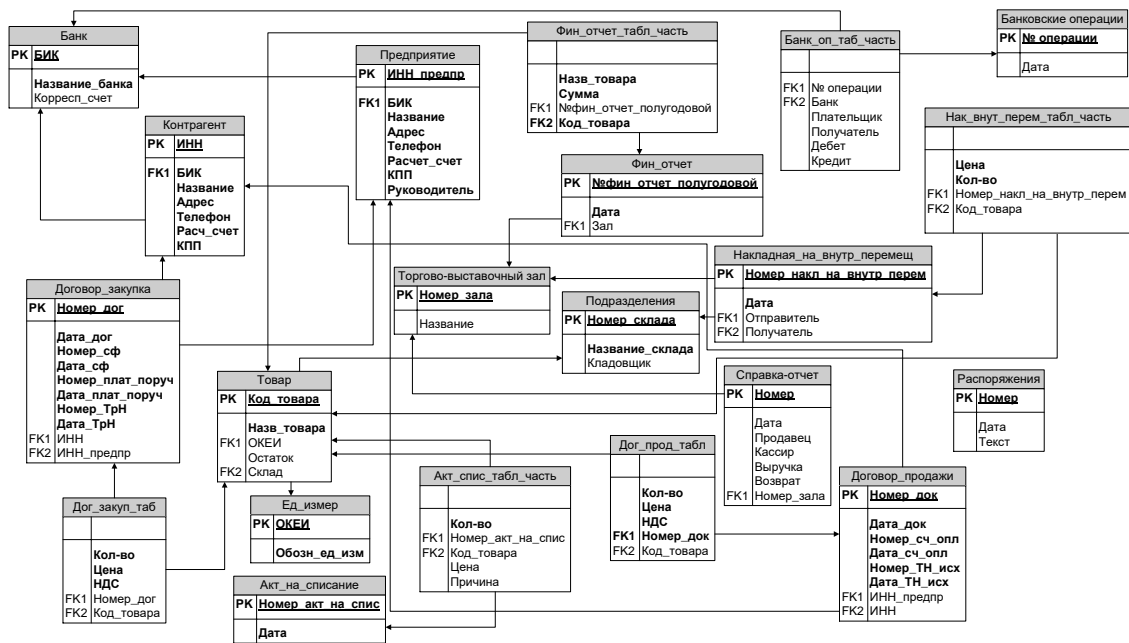 Банк
PK БИК
Название_банка
Корресп_счет
Предприятие
PK ИНН_предпр
FK1 БИК
Название
Адрес
Телефон
Расчет_счет
КПП
Руководитель
Фин_отчет_табл_часть
Назв_товара
Сумма
FK1 №фин_отчет_полугодовой
FK2 Код_товара
Банк_оп_таб_часть
FK1 № операции
FK2 Банк
Плательщик
Получатель
Дебет
Кредит
Банковские операции
PK № операции
Дата
Контрагент
PK ИНН
FK1 БИК
Название
Адрес
Телефон
Расч_счет
КПП
Фин_отчет
PK №фин_отчет_полугодовой
Дата
FK1 Зал
Нак_внут_перем_табл_часть
Цена
Кол-во
FK1 Номер_накл_на_внутр_перем
FK2 Код_товара
Договор_закупка
PK Номер_дог
Дата_дог
Номер_сф
Дата_сф
Номер_плат_поруч
Дата_плат_поруч
Номер_ТрН
Дата_ТрН
FK1 ИНН
FK2 ИНН_предпр
Торгово-выставочный зал
PK Номер_зала
Название
Подразделения
PK Номер_склада
Название_склада
Кладовщик
Накладная_на_внутр_перемещ
PK Номер_накл_на_внутр_перем
Дата
FK1 Отправитель
FK2 Получатель
Товар
PK Код_товара
Назв_товара
FK1 ОКЕИ
Остаток
FK2 Склад
Справка-отчет
PK Номер
Дата
Продавец
Кассир
Выручка
Возврат
FK1 Номер_зала
Распоряжения
PK Номер
Дата
Текст
Дог_закуп_таб
Кол-во
Цена
НДС
FK1 Номер_дог
FK2 Код_товара
Ед_измер
PK ОКЕИ
Обозн_ед_изм
Акт_спис_табл_часть
Кол-во
FK1 Номер_акт_на_спис
FK2 Код_товара
Цена
Причина
Дог_прод_табл
Кол-во
Цена
НДС
FK1 Номер_док
FK2 Код_товара
Договор_продажи
PK Номер_док
Дата_док
Номер_сч_опл
Дата_сч_опл
Номер_ТН_исх
Дата_ТН_исх
FK1 ИНН_предпр
FK2 ИНН
Акт_на_списание
PK Номер_акт_на_спис
Дата